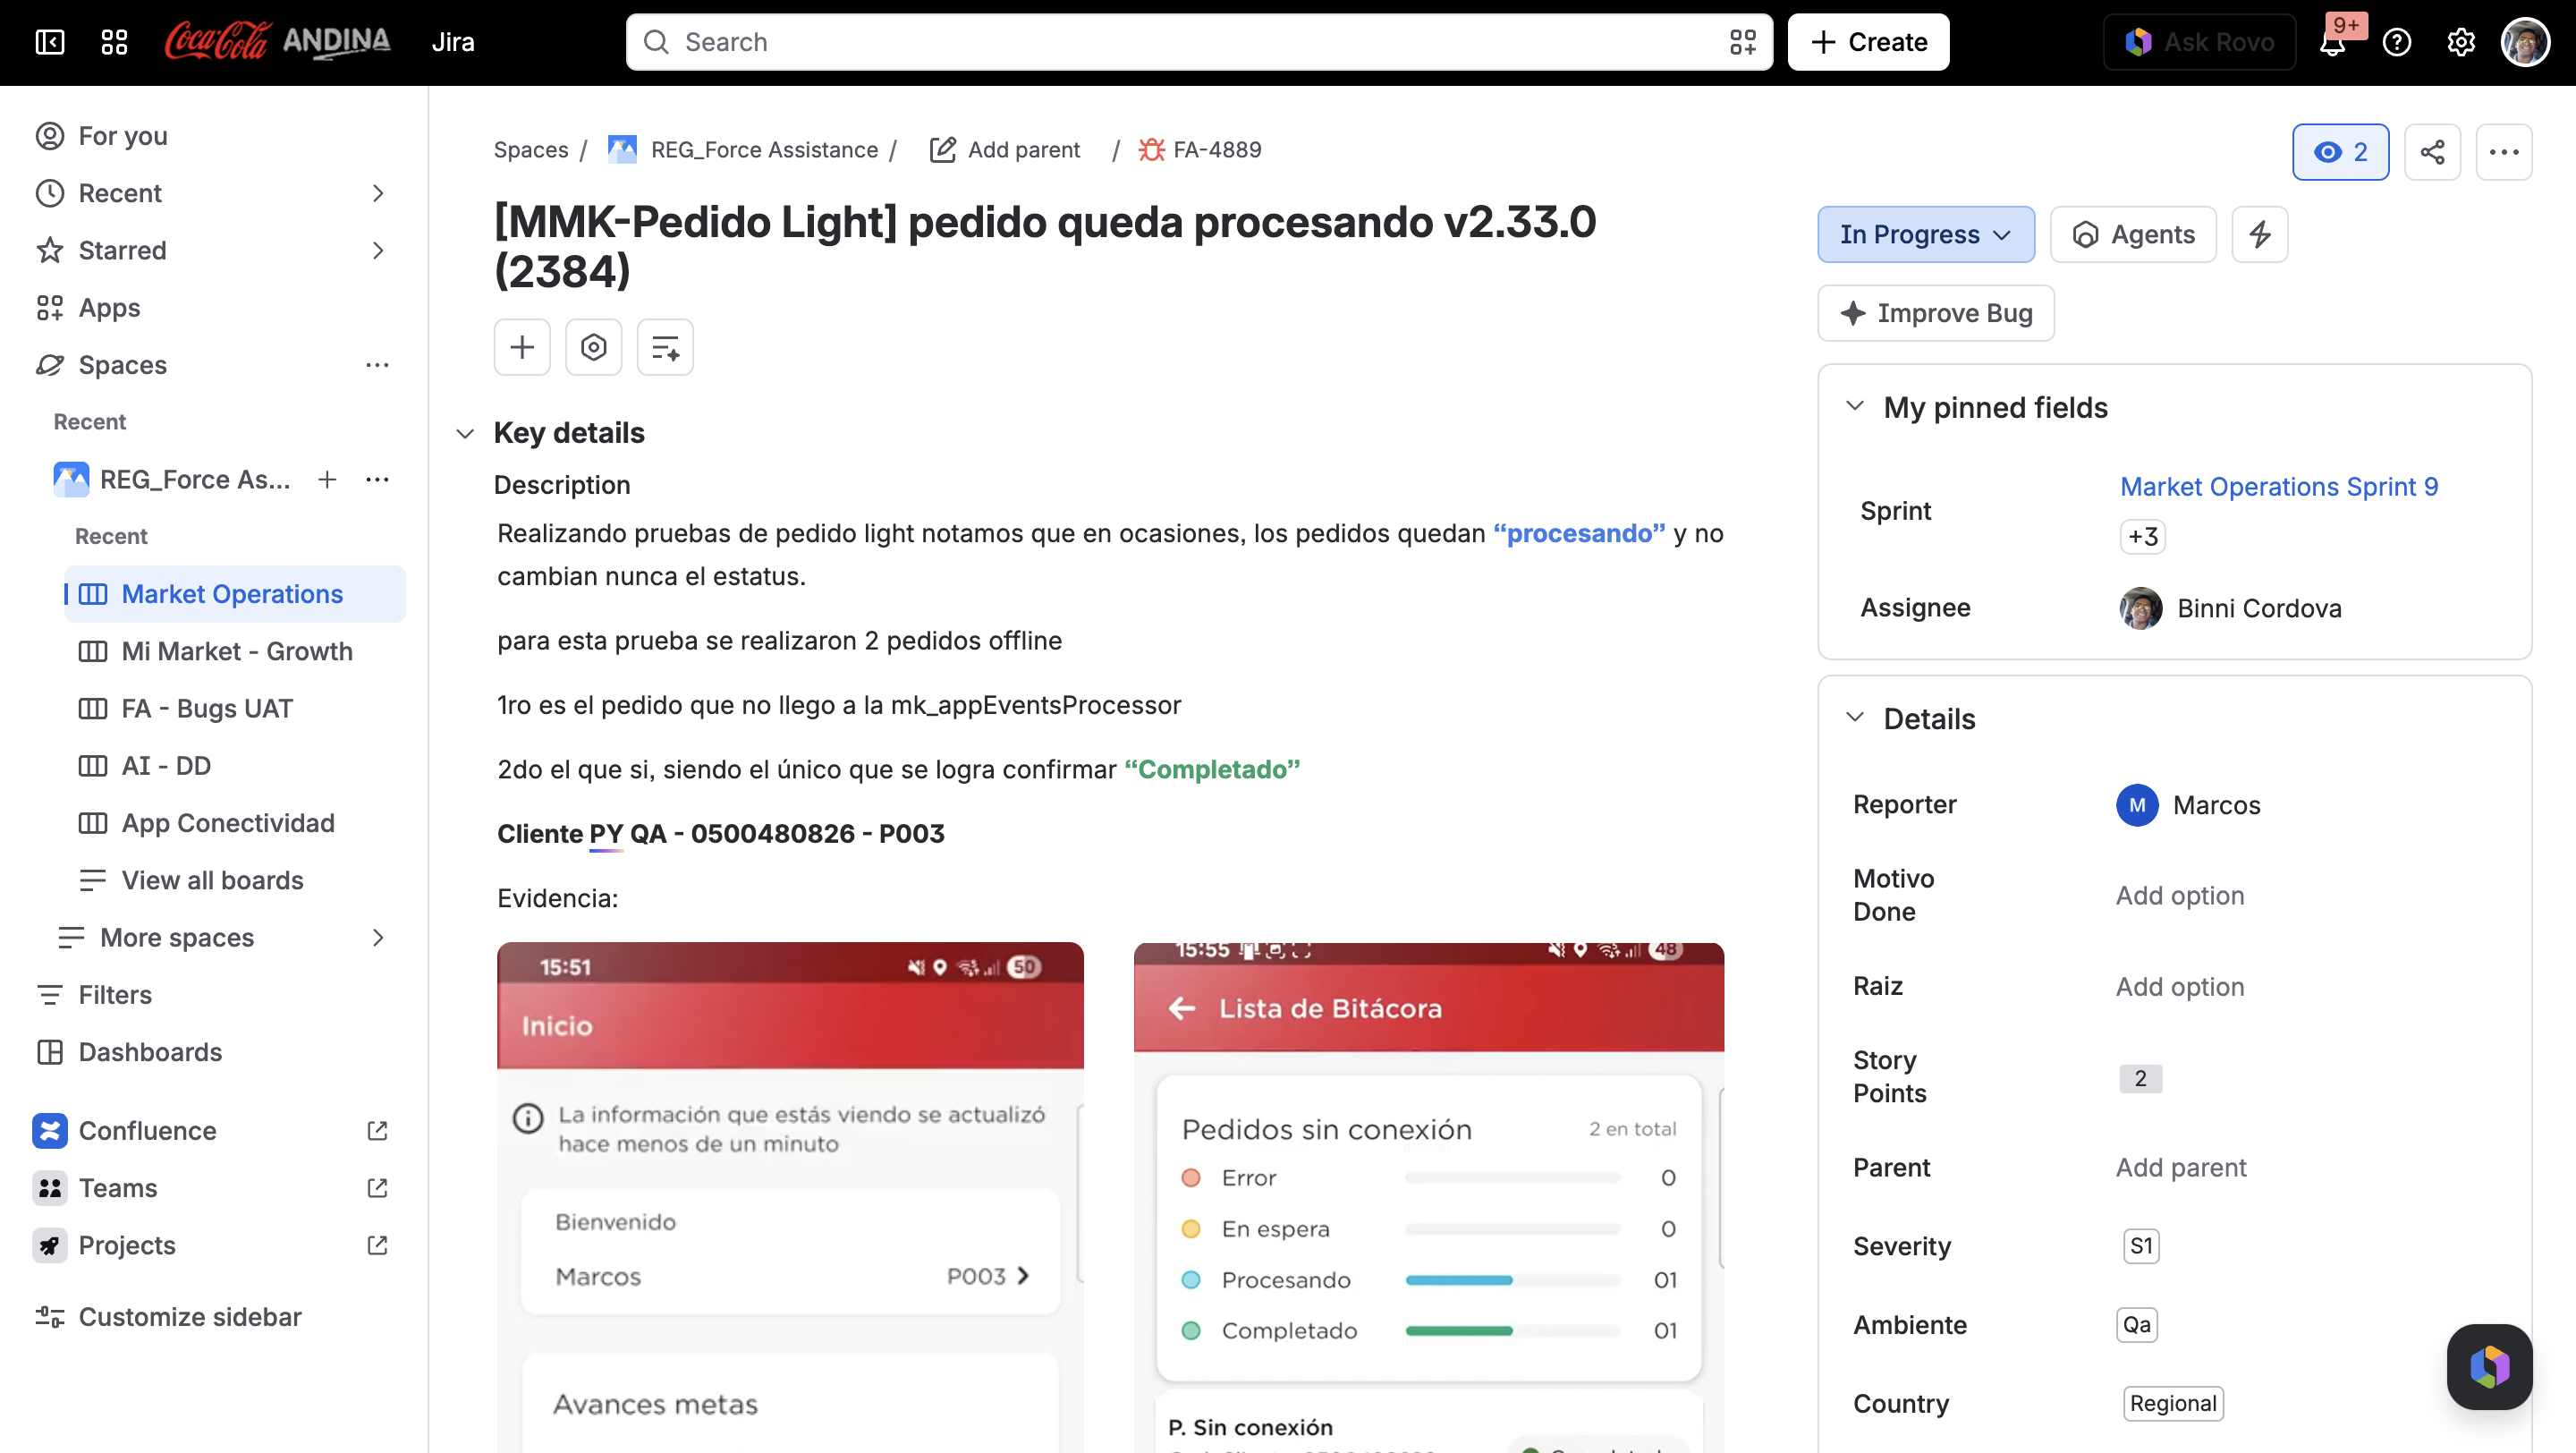 Coca-Cola ANDINA
Jira
Search
Create
Ask Rovo
9+
For you
Recent
Starred
Apps
Spaces
Recent
REG_Force As...
Recent
Market Operations
Mi Market - Growth
FA - Bugs UAT
AI - DD
App Conectividad
View all boards
More spaces
Filters
Dashboards
Confluence
Teams
Projects
Customize sidebar
Spaces / REG_Force Assistance / Add parent / FA-4889
[MMK-Pedido Light] pedido queda procesando v2.33.0
(2384)
Key details
Description
Realizando pruebas de pedido light notamos que en ocasiones, los pedidos quedan “procesando” y no
cambian nunca el estatus.
para esta prueba se realizaron 2 pedidos offline
1ro es el pedido que no llego a la mk_appEventsProcessor
2do el que si, siendo el único que se logra confirmar “Completado”
Cliente PY QA - 0500480826 - P003
Evidencia:
15:51
50
Inicio
La información que estás viendo se actualizó
hace menos de un minuto
Bienvenido
Marcos P003
Avances metas
15:55
48
Lista de Bitácora
Pedidos sin conexión 2 en total
Error 0
En espera 0
Procesando 01
Completado 01
P. Sin conexión
2
In Progress
Agents
Improve Bug
My pinned fields
Sprint
Market Operations Sprint 9
+3
Assignee
Binni Cordova
Details
Reporter
M Marcos
Motivo
Done
Add option
Raiz
Add option
Story
Points
2
Parent
Add parent
Severity
S1
Ambiente
Qa
Country
Regional